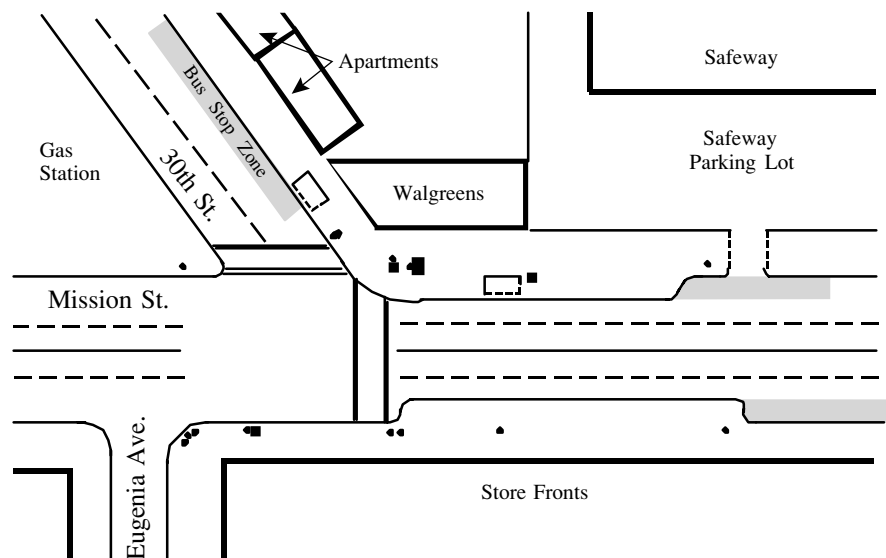 Apartments
Safeway
Bus Stop Zone
Safeway
Parking Lot
Gas
Station
30th St.
Walgreens
Mission St.
Eugenia Ave.
Store Fronts